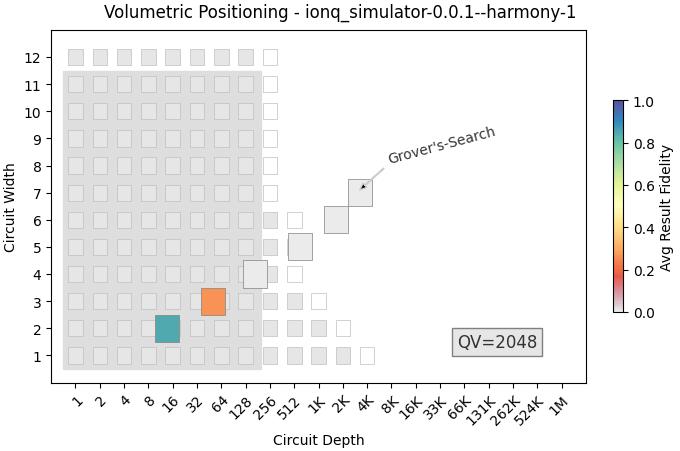 Volumetric Positioning - ionq_simulator-0.0.1--harmony-1
Circuit Width
12
11
10
9
8
7
6
5
4
3
2
1
Grover's-Search
QV=2048
1 2 4 8 16 32 64 128 256 512 1K 2K 4K 8K 16K 33K 66K 131K 262K 524K 1M
Circuit Depth
1.0
0.8
0.6
0.4
0.2
0.0
Avg Result Fidelity